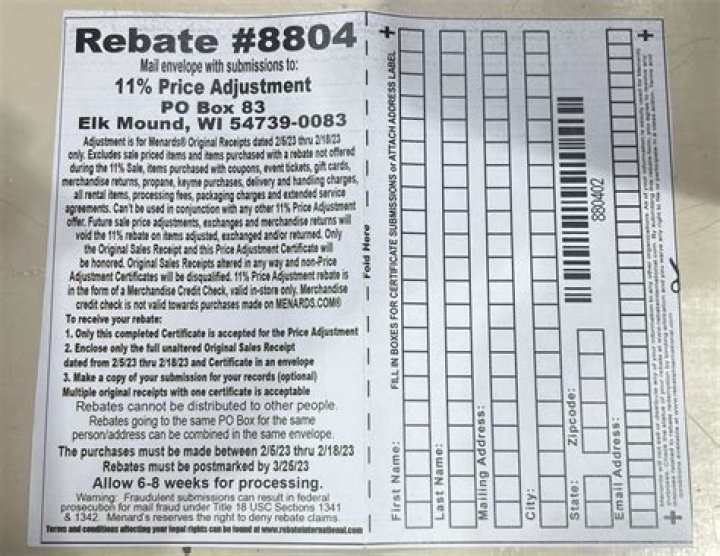 Rebate #8804
Mail envelope with submissions to:
11% Price Adjustment
PO Box 83
Elk Mound, WI 54739-0083
Adjustment is for Menards® Original Receipts dated 2/5/23 thru 2/18/23
only. Excludes sale priced items and items purchased with a rebate not offered
during the 11% Sale, items purchased with coupons, event tickets, gift cards,
merchandise returns, propane, keyme purchases, delivery and handling charges,
all rental items, processing fees, packaging charges and extended service
agreements. Can't be used in conjunction with any other 11% Price Adjustment
offer. Future sale price adjustments, exchanges and merchandise returns will
void the 11% rebate on items adjusted, exchanged and/or returned. Only
the Original Sales Receipt and this Price Adjustment Certificate will
be honored. Original Sales Receipts altered in any way and non-Price
Adjustment Certificates will be disqualified. 11% Price Adjustment rebate is
in the form of a Merchandise Credit Check, valid in-store only. Merchandise
credit check is not valid towards purchases made on MENARDS.COM®
To receive your rebate:
1. Only this completed Certificate is accepted for the Price Adjustment
2. Enclose only the full unaltered Original Sales Receipt
dated from 2/5/23 thru 2/18/23 and Certificate in an envelope
3. Make a copy of your submission for your records (optional)
Multiple original receipts with one certificate is acceptable
Rebates cannot be distributed to other people.
Rebates going to the same PO Box for the same
person/address can be combined in the same envelope.
The purchases must be made between 2/5/23 thru 2/18/23
Rebates must be postmarked by 3/25/23
Allow 6-8 weeks for processing.
Warning: Fraudulent submissions can result in federal
prosecution for mail fraud under Title 18 USC Sections 1341
& 1342. Menard's reserves the right to deny rebate claims.
Terms and conditions affecting your legal rights can be found at www.rebateinternational.com
Fold Here
FILL IN BOXES FOR CERTIFICATE SUBMISSIONS or ATTACH ADDRESS LABEL
First Name:
Last Name:
Mailing Address:
City:
State:
Zipcode:
880402
Email Address: